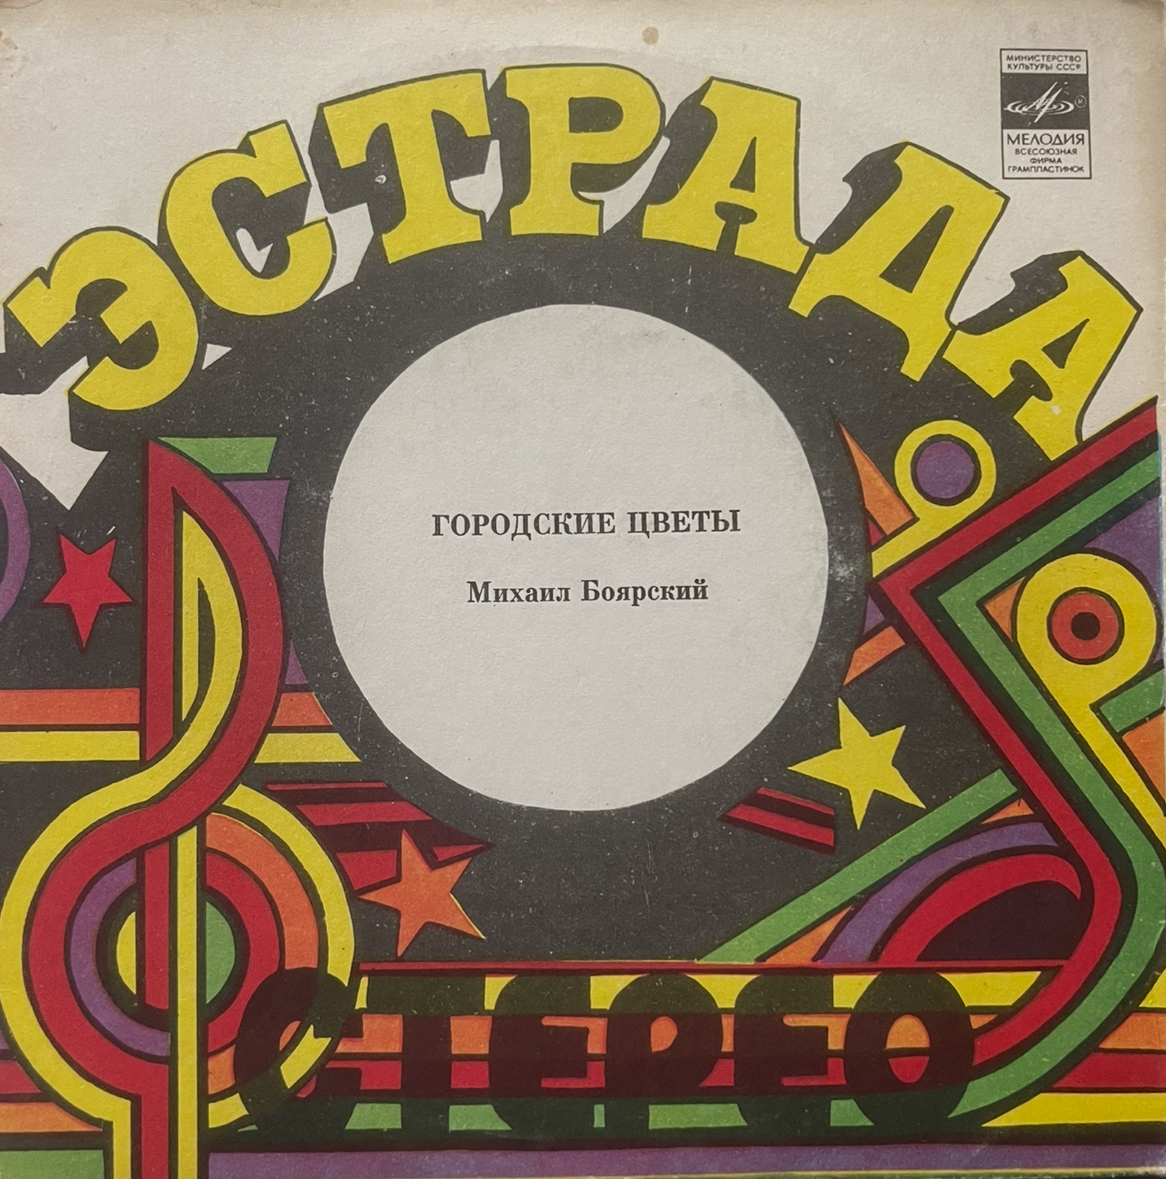 МИНИСТЕРСТВО
КУЛЬТУРЫ СССР
М
МЕЛОДИЯ
ВСЕСОЮЗНАЯ
ФИРМА
ГРАМПЛАСТИНОК
ЭСТРАДА
ГОРОДСКИЕ ЦВЕТЫ
Михаил Боярский
СТЕРЕО